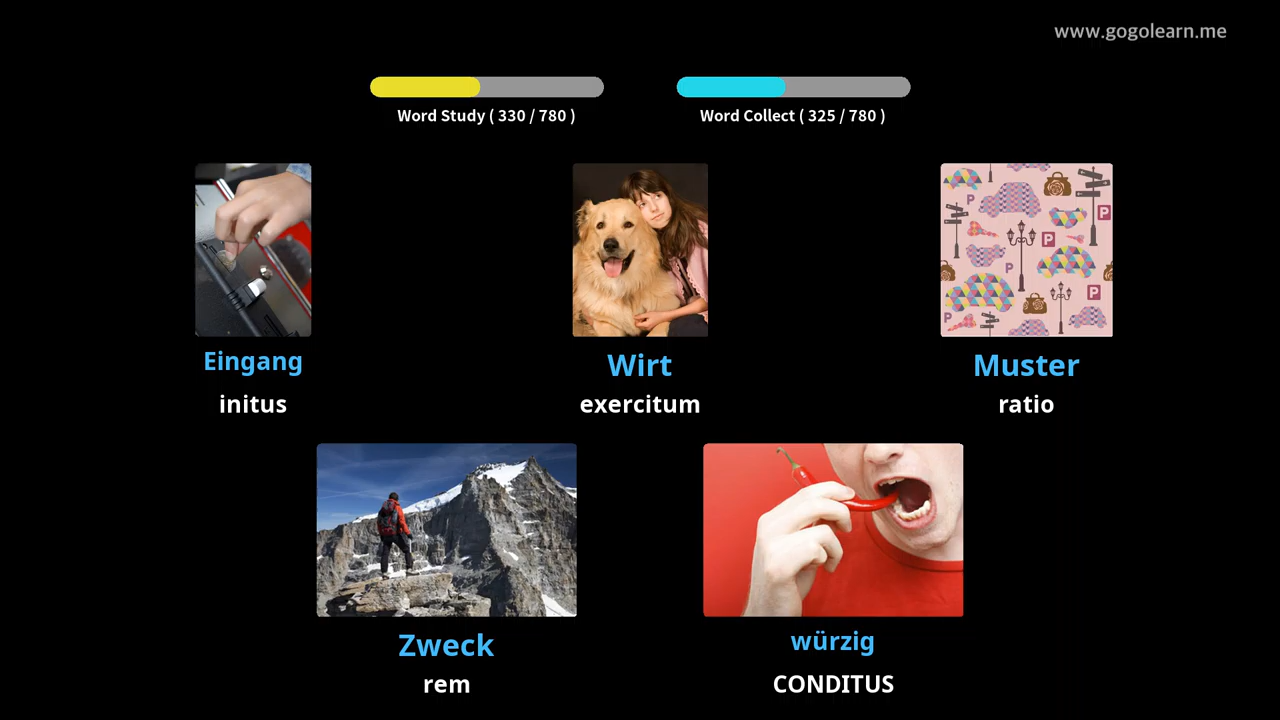 www.gogolearn.me
Word Study ( 330 / 780 )
Word Collect ( 325 / 780 )
P
P
P
P
P
P
Eingang
Wirt
Muster
initus
exercitum
ratio
Zweck
würzig
rem
CONDITUS